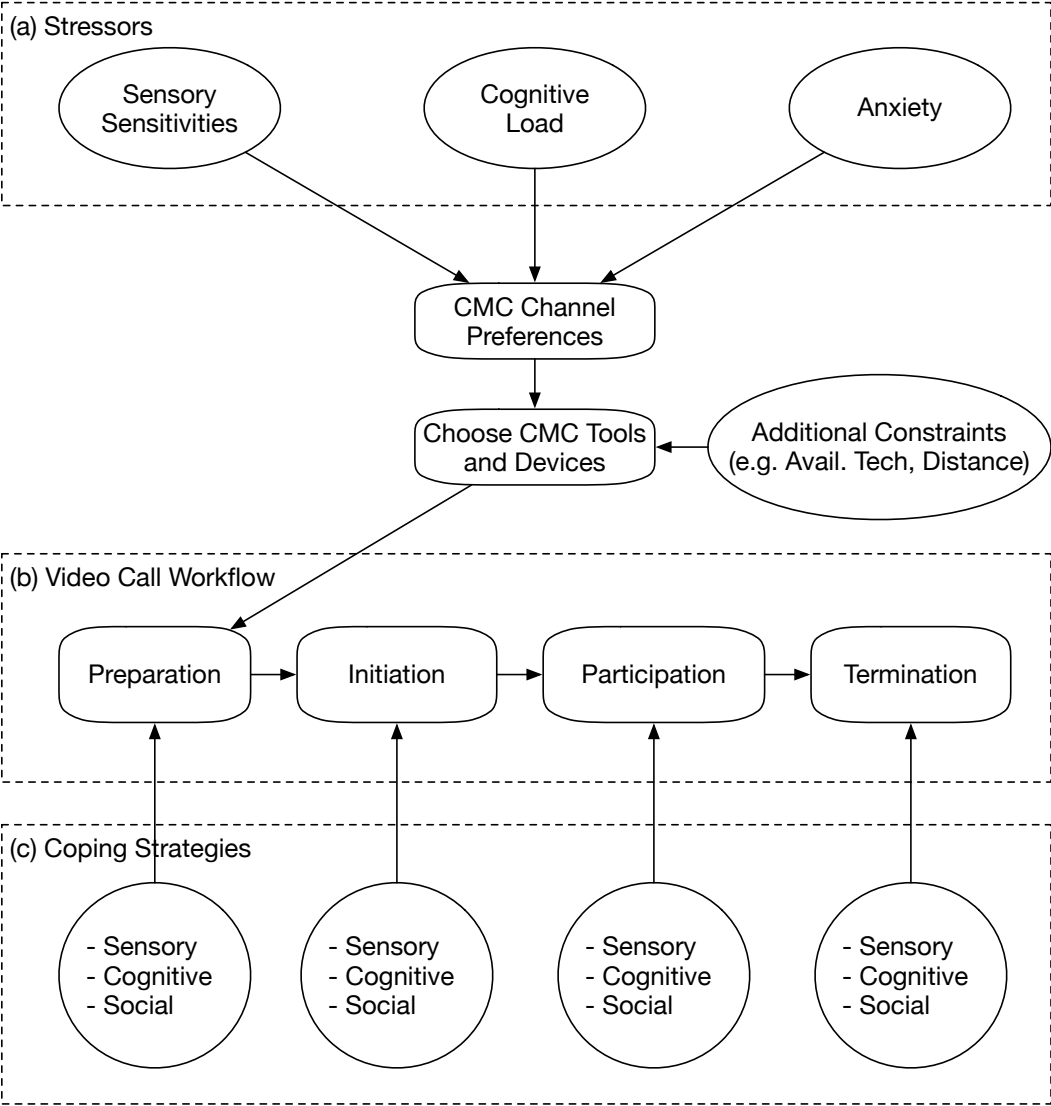 (a) Stressors
Sensory
Sensitivities
Cognitive
Load
Anxiety
CMC Channel
Preferences
Choose CMC Tools
and Devices
Additional Constraints
(e.g. Avail. Tech, Distance)
(b) Video Call Workflow
Preparation
Initiation
Participation
Termination
(c) Coping Strategies
- Sensory
- Cognitive
- Social
- Sensory
- Cognitive
- Social
- Sensory
- Cognitive
- Social
- Sensory
- Cognitive
- Social